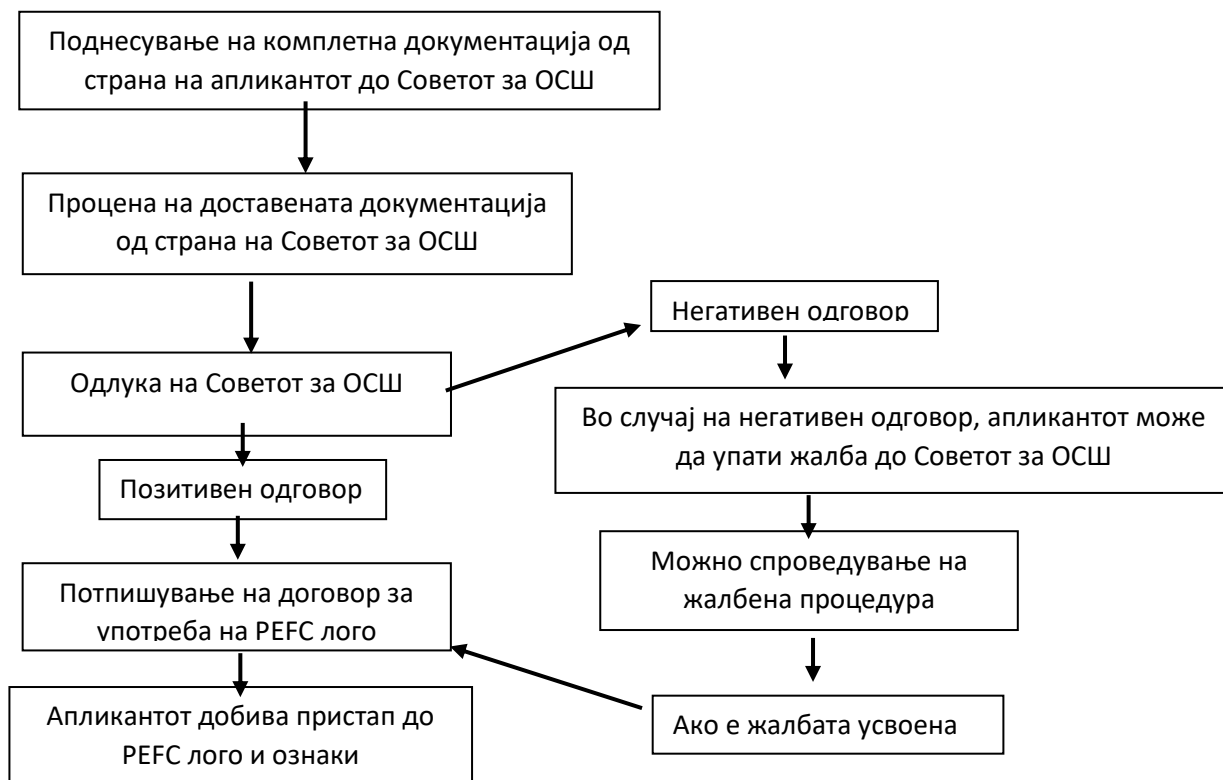 Поднесување на комплетна документација од
страна на апликантот до Советот за ОСШ
Процена на доставената документација
од страна на Советот за ОСШ
Одлука на Советот за ОСШ
Позитивен одговор
Потпишување на договор за
употреба на PEFC лого
Апликантот добива пристап до
PEFC лого и ознаки
Негативен одговор
Во случај на негативен одговор, апликантот може
да упати жалба до Советот за ОСШ
Можно спроведување на
жалбена процедура
Ако е жалбата усвоена